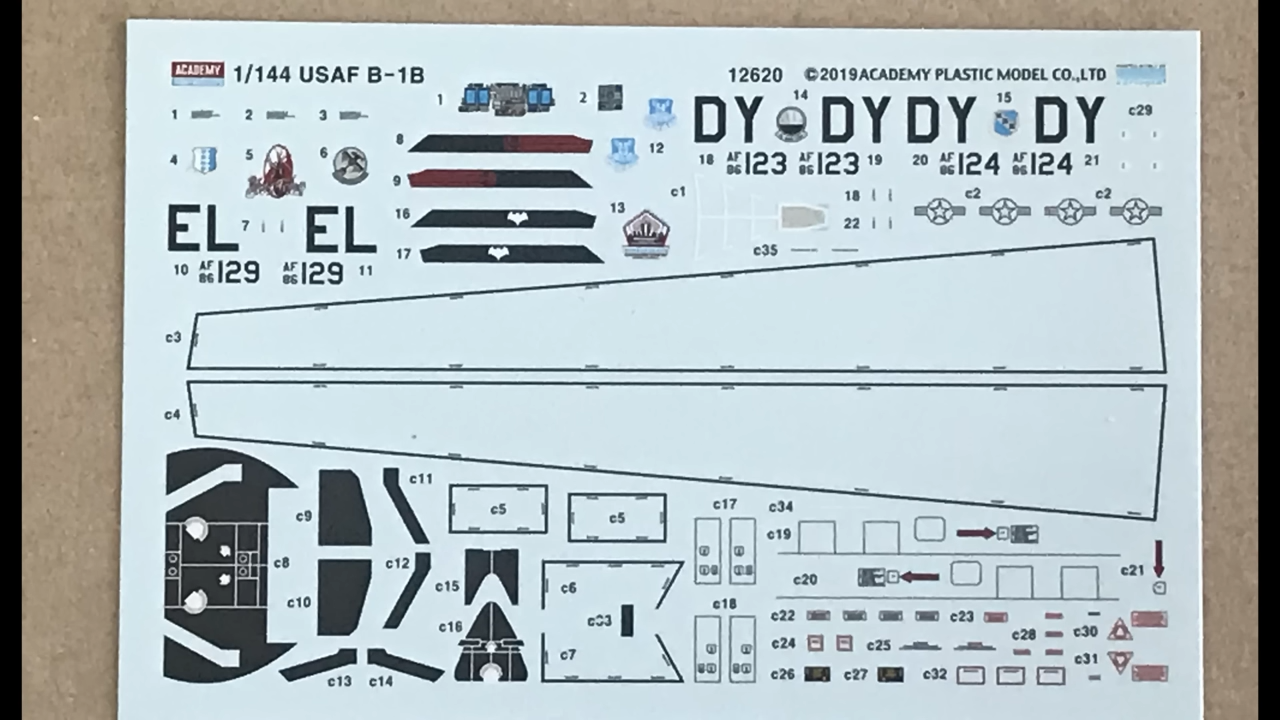 ACADEMY 1/144 USAF B-1B 12620 ©2019 ACADEMY PLASTIC MODEL CO.,LTD
1 2
1 2 3
14 15 c29
DY DY DY DY
8 12
4 5 6
18 AF 86 123 AF 86 123 19 20 AF 86 124 AF 86 124 21
9
c1 18 c2 c2
16 13
EL 7 EL
22
17 c35
10 AF 86 129 AF 86 129 11
c3
c4
c11
c9 c5 c5 c17 c34
c19
c8 c12 c20 c21
c15 c6
c10 c18 c22 c23
c16 c33 c28 c30
c24 c25
c7 c31
c13 c14 c26 c27 c32